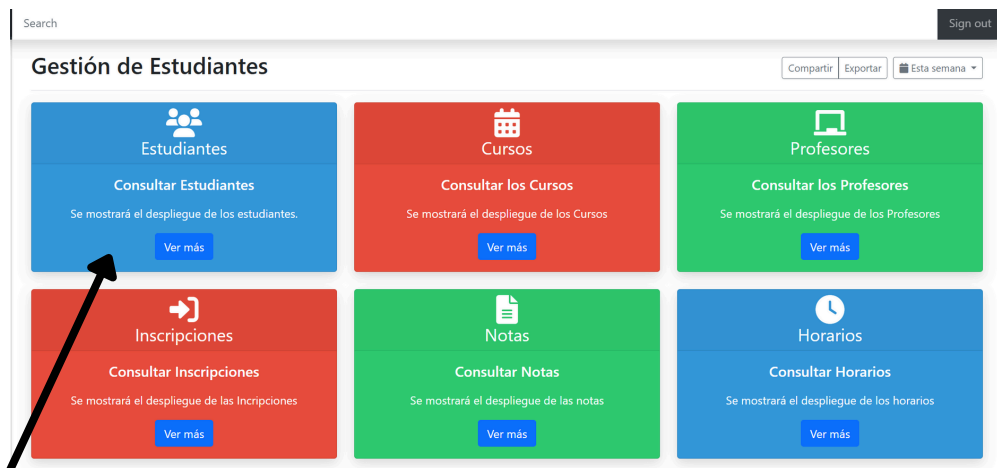 Search
Sign out
Gestión de Estudiantes
Compartir
Exportar
Esta semana
Estudiantes
Consultar Estudiantes
Se mostrará el despliegue de los estudiantes.
Ver más
Cursos
Consultar los Cursos
Se mostrará el despliegue de los Cursos
Ver más
Profesores
Consultar los Profesores
Se mostrará el despliegue de los Profesores
Ver más
Inscripciones
Consultar Inscripciones
Se mostrará el despliegue de las Incripciones
Ver más
Notas
Consultar Notas
Se mostrará el despliegue de las notas
Ver más
Horarios
Consultar Horarios
Se mostrará el despliegue de los horarios
Ver más